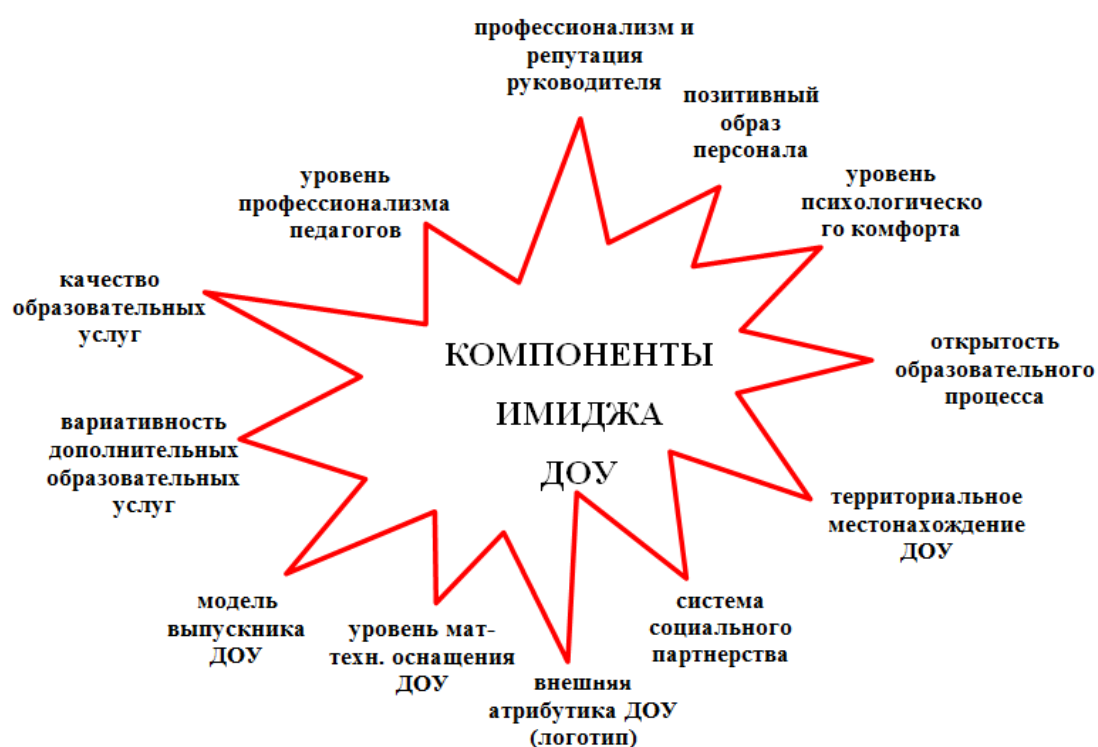 профессионализм и
репутация
руководителя
позитивный
образ
персонала
уровень
психологическо
го комфорта
открытость
образовательного
процесса
территориальное
местонахождение
ДОУ
система
социального
партнерства
внешняя
атрибутика ДОУ
(логотип)
уровень мат-
техн. оснащения
ДОУ
модель
выпускника
ДОУ
вариативность
дополнительных
образовательных
услуг
качество
образовательных
услуг
уровень
профессионализма
педагогов
КОМПОНЕНТЫ
ИМИДЖА
ДОУ